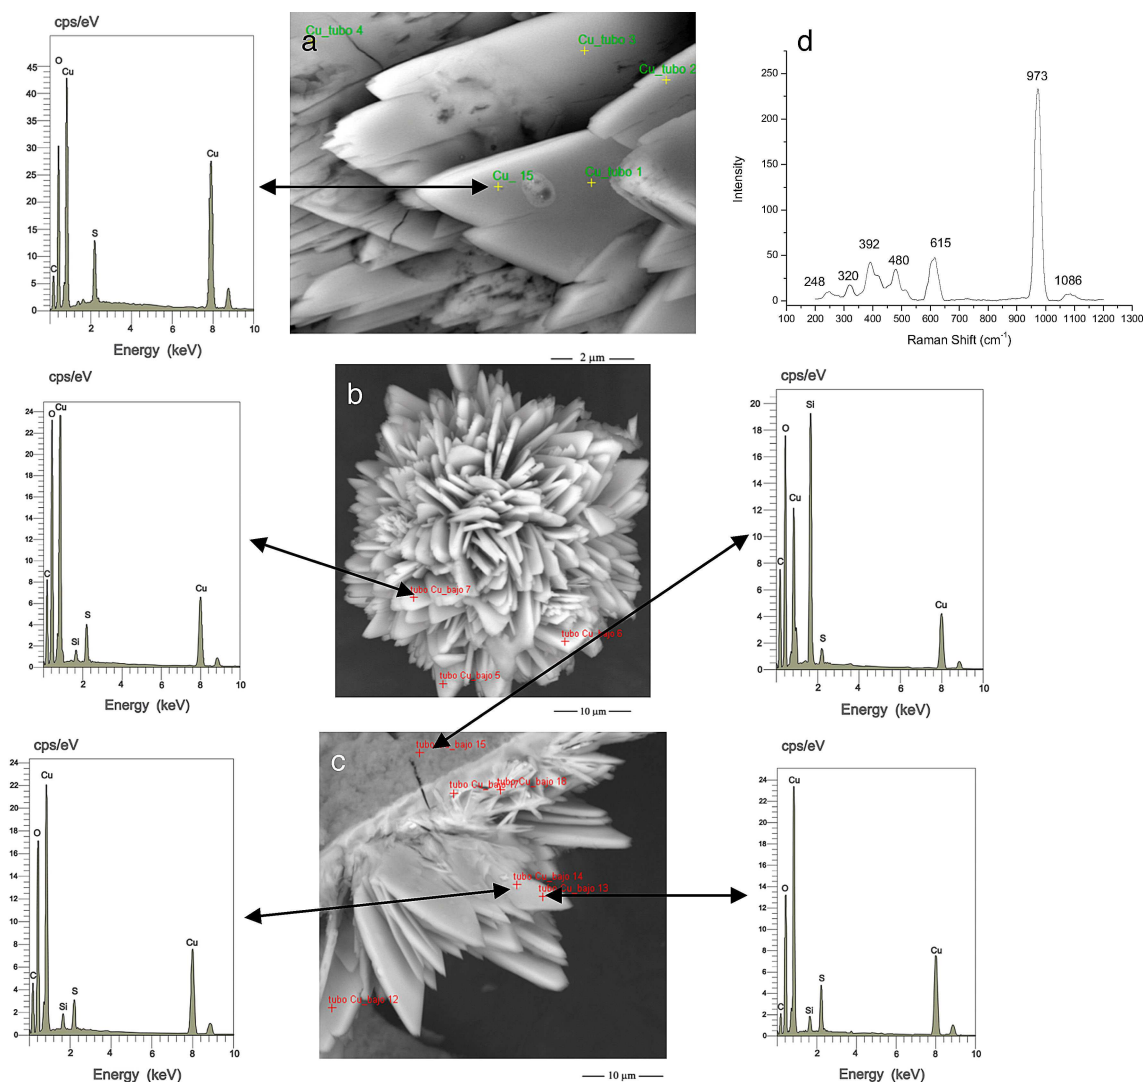 cps/eV
45
40
35
30
25
20
15
10
5
0
O
Cu
S
C
Cu
2
4
6
8
10
Energy (keV)
a
Cu_tubo 4
Cu_tubo 3
Cu_tubo 2
Cu_ 15
Cu_tubo 1
2 μm
d
Intensity
250
200
150
100
50
0
248
320
392
480
615
973
1086
100 200 300 400 500 600 700 800 900 1000 1100 1200 1300
Raman Shift (cm-1)
cps/eV
24
22
20
18
16
14
12
10
8
6
4
2
0
O
Cu
C
Si
S
Cu
2
4
6
8
10
Energy (keV)
b
tubo Cu_bajo 7
tubo Cu_bajo 6
tubo Cu_bajo 5
10 μm
cps/eV
20
18
16
14
12
10
8
6
4
2
0
Si
O
Cu
C
S
Cu
0
2
4
6
8
10
Energy (keV)
cps/eV
24
22
20
18
16
14
12
10
8
6
4
2
0
Cu
O
C
Si
S
Cu
2
4
6
8
10
Energy (keV)
c
tubo Cu_bajo 15
tubo Cu_bajo
tubo Cu_bajo 14
tubo Cu_bajo 13
tubo Cu_bajo 12
10 μm
cps/eV
24
22
20
18
16
14
12
10
8
6
4
2
0
Cu
O
C
Si
S
Cu
2
4
6
8
10
Energy (keV)